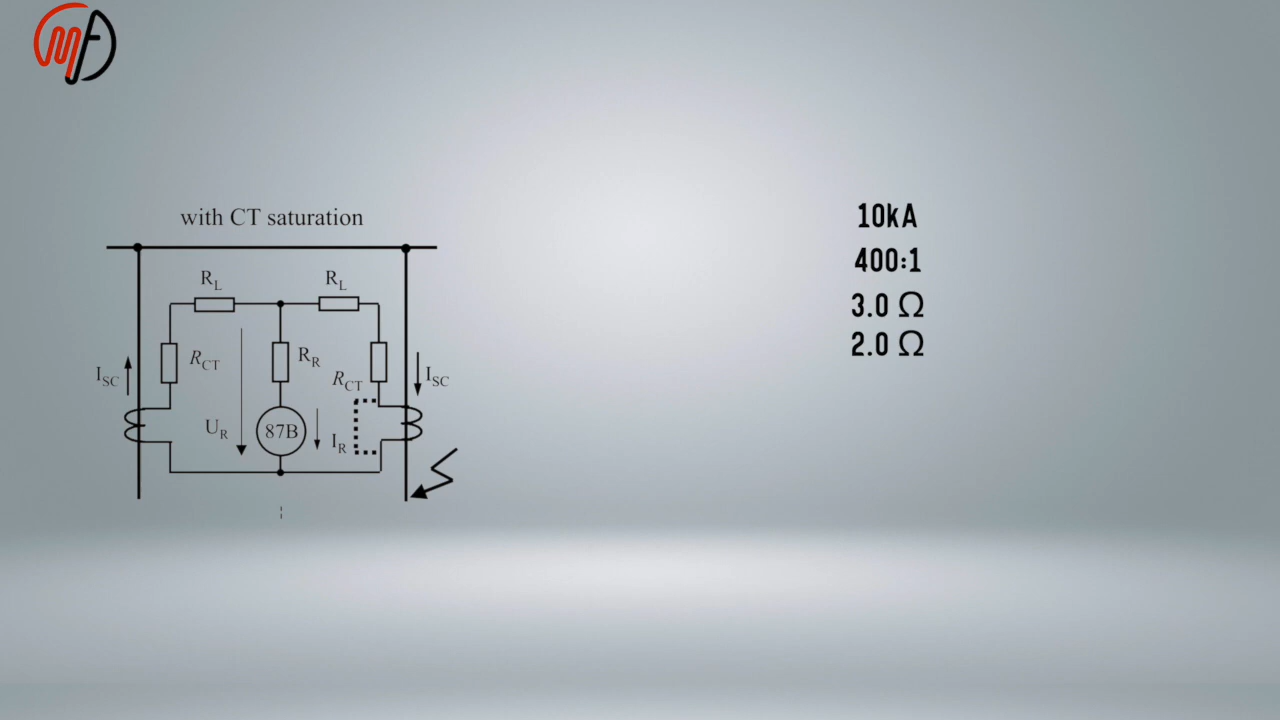 with CT saturation
R_L R_L
R_CT R_R R_CT
I_SC I_SC
U_R 87B I_R
10kA
400:1
3.0 Ω
2.0 Ω